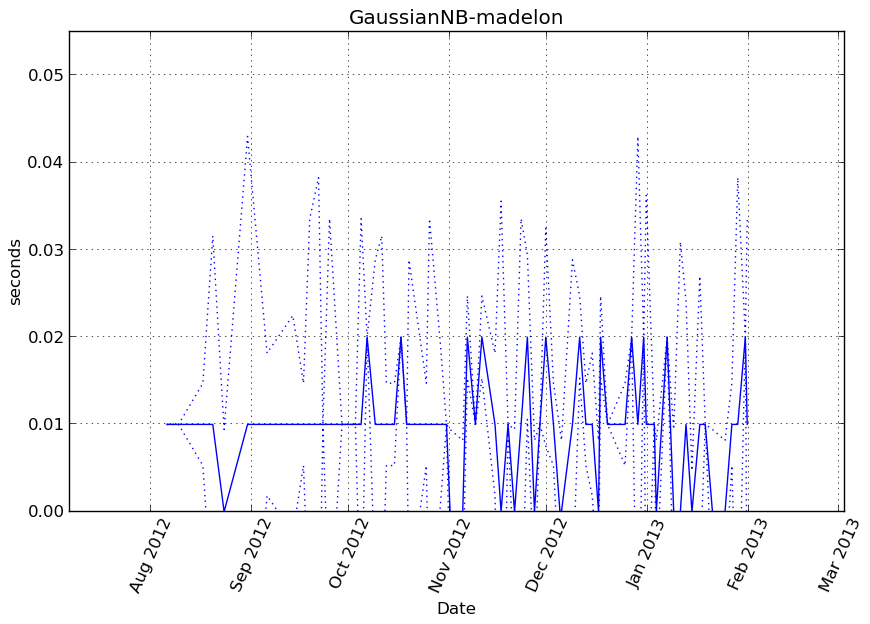 GaussianNB-madelon
seconds
0.05
0.04
0.03
0.02
0.01
0.00
Aug 2012
Sep 2012
Oct 2012
Nov 2012
Dec 2012
Jan 2013
Feb 2013
Mar 2013
Date